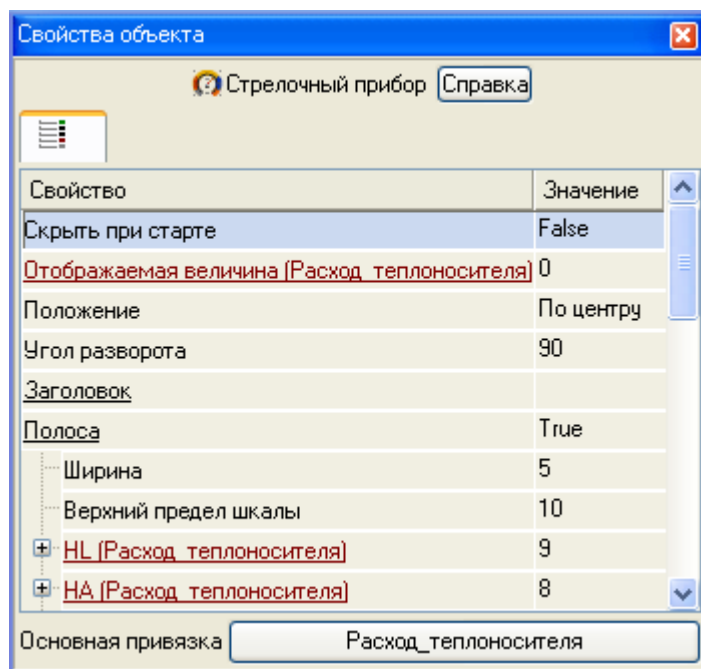 Свойства объекта
Стрелочный прибор Справка
Свойство Значение
Скрыть при старте False
Отображаемая величина (Расход_теплоносителя) 0
Положение По центру
Угол разворота 90
Заголовок
Полоса True
Ширина 5
Верхний предел шкалы 10
HL (Расход_теплоносителя) 9
HA (Расход_теплоносителя) 8
Основная привязка Расход_теплоносителя